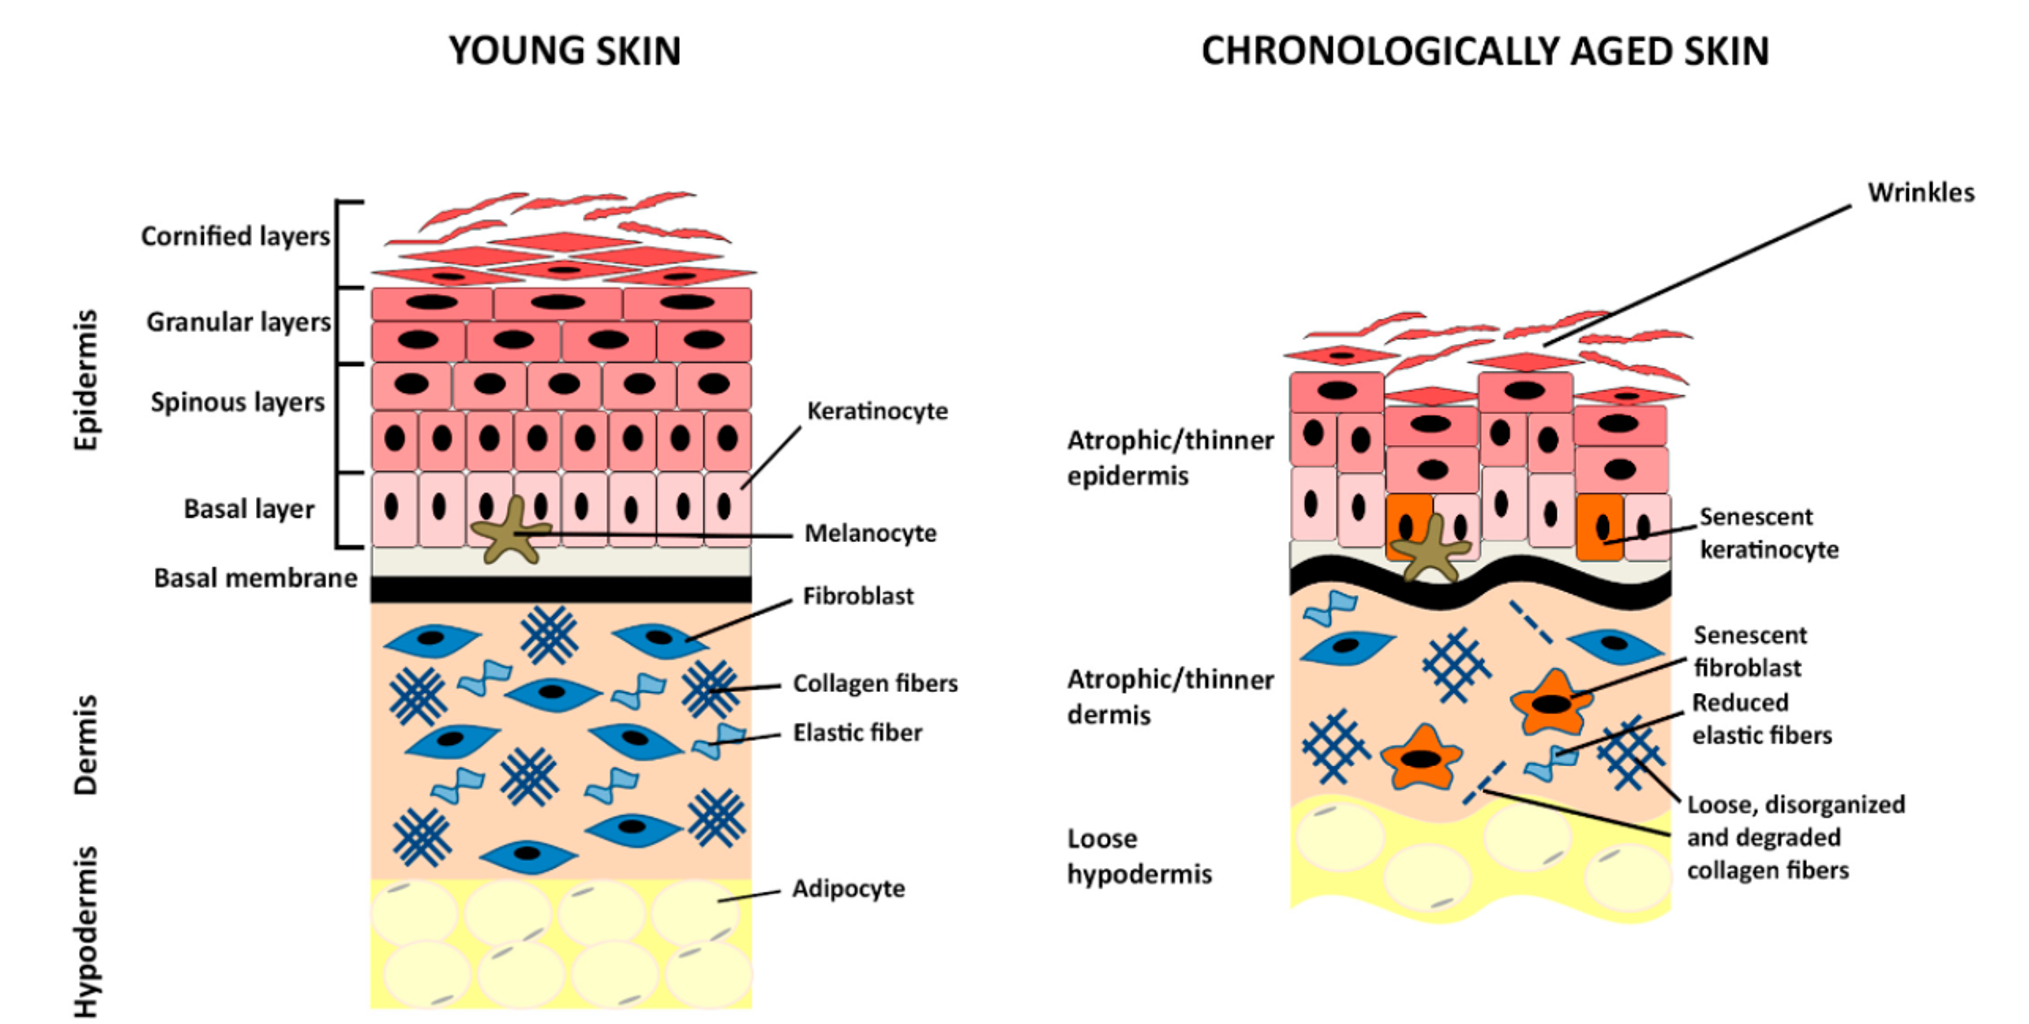 YOUNG SKIN
CHRONOLOGICALLY AGED SKIN
Epidermis
Cornified layers
Granular layers
Spinous layers
Basal layer
Basal membrane
Dermis
Hypodermis
Keratinocyte
Melanocyte
Fibroblast
Collagen fibers
Elastic fiber
Adipocyte
Wrinkles
Atrophic/thinner
epidermis
Atrophic/thinner
dermis
Loose
hypodermis
Senescent
keratinocyte
Senescent
fibroblast
Reduced
elastic fibers
Loose, disorganized
and degraded
collagen fibers